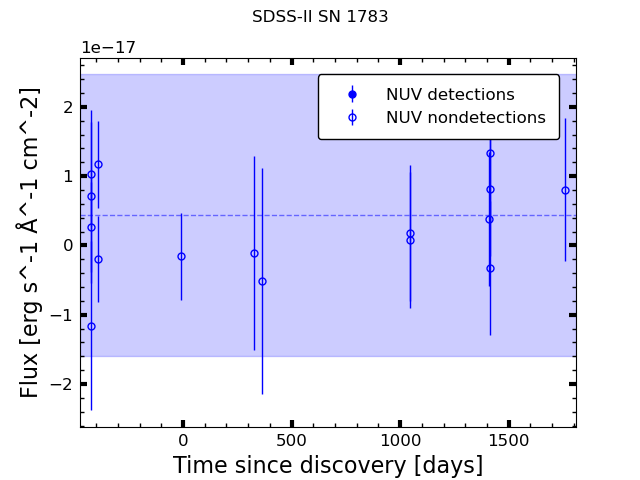 SDSS-II SN 1783
1e−17
NUV detections
NUV nondetections
2
1
0
−1
−2
Flux [erg s^-1 Å^-1 cm^-2]
0 500 1000 1500
Time since discovery [days]